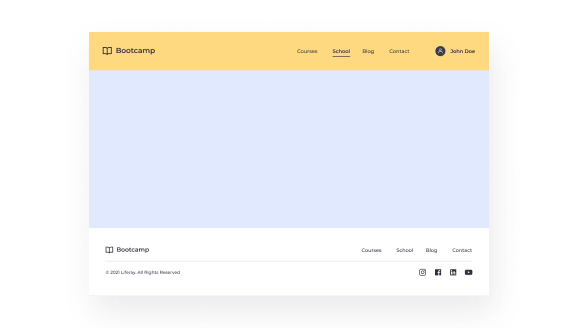 Bootcamp
Courses School Blog Contact John Doe
Bootcamp
Courses School Blog Contact
© 2021 Liferay. All Rights Reserved